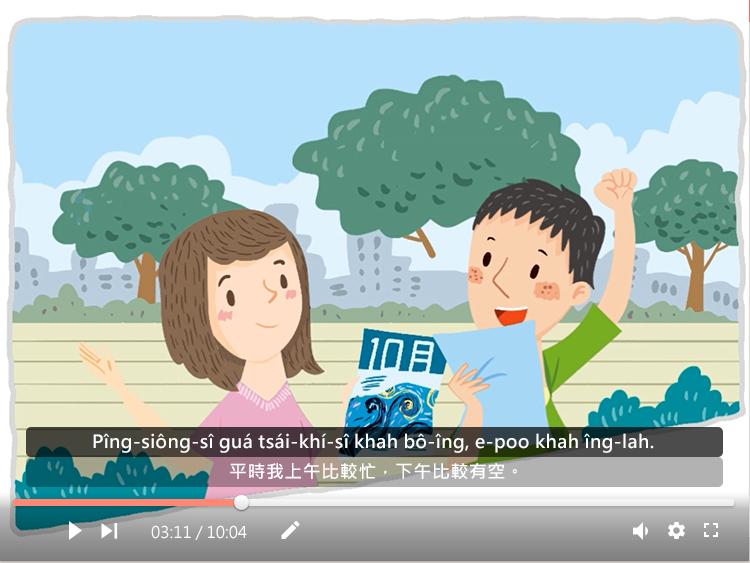 10月
Pîng-siông-sî guá tsái-khí-sî khah bô-îng, e-poo khah îng-lah.
平時我上午比較忙，下午比較有空。
03:11 / 10:04